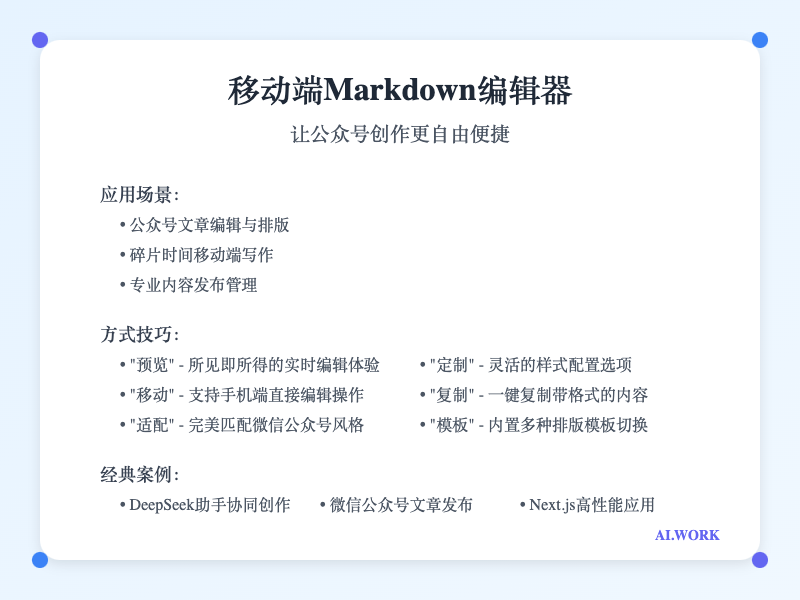 移动端Markdown编辑器
让公众号创作更自由便捷
应用场景：
• 公众号文章编辑与排版
• 碎片时间移动端写作
• 专业内容发布管理
方式技巧：
• "预览" - 所见即所得的实时编辑体验
• "定制" - 灵活的样式配置选项
• "移动" - 支持手机端直接编辑操作
• "复制" - 一键复制带格式的内容
• "适配" - 完美匹配微信公众号风格
• "模板" - 内置多种排版模板切换
经典案例：
• DeepSeek助手协同创作
• 微信公众号文章发布
• Next.js高性能应用
AI.WORK